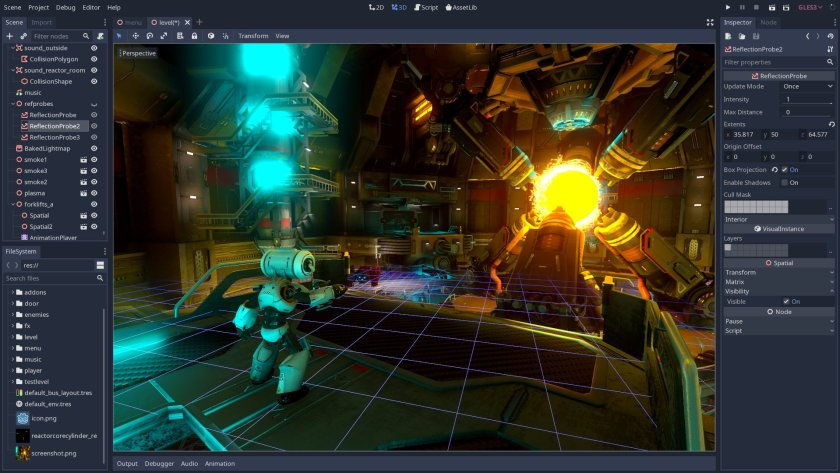 Scene Project Debug Editor Help
2D 3D Script AssetLib
GLES3
Scene Import
Filter nodes
sound_outside
CollisionPolygon
sound_reactor_room
CollisionShape
music
refprobes
ReflectionProbe
ReflectionProbe2
ReflectionProbe3
BakedLightmap
smoke1
smoke3
smoke2
plasma
forklifts_a
Spatial
Spatial2
AnimationPlayer
FileSystem
res://
Search files
addons
door
enemies
fx
level
menu
music
player
testlevel
default_bus_layout.tres
default_env.tres
icon.png
reactorcorecylinder_re
screenshot.png
menu level(*)
Transform View
Perspective
Output Debugger Audio Animation
Inspector Node
ReflectionProbe2
Filter properties
ReflectionProbe
Update Mode Once
Intensity 1
Max Distance 0
Extents
x 35.817 y 50 z 64.577
Origin Offset
x 0 y 0 z 0
Box Projection On
Enable Shadows On
Cull Mask
Interior
VisualInstance
Layers
Spatial
Transform
Matrix
Visibility
Visible On
Node
Pause
Script